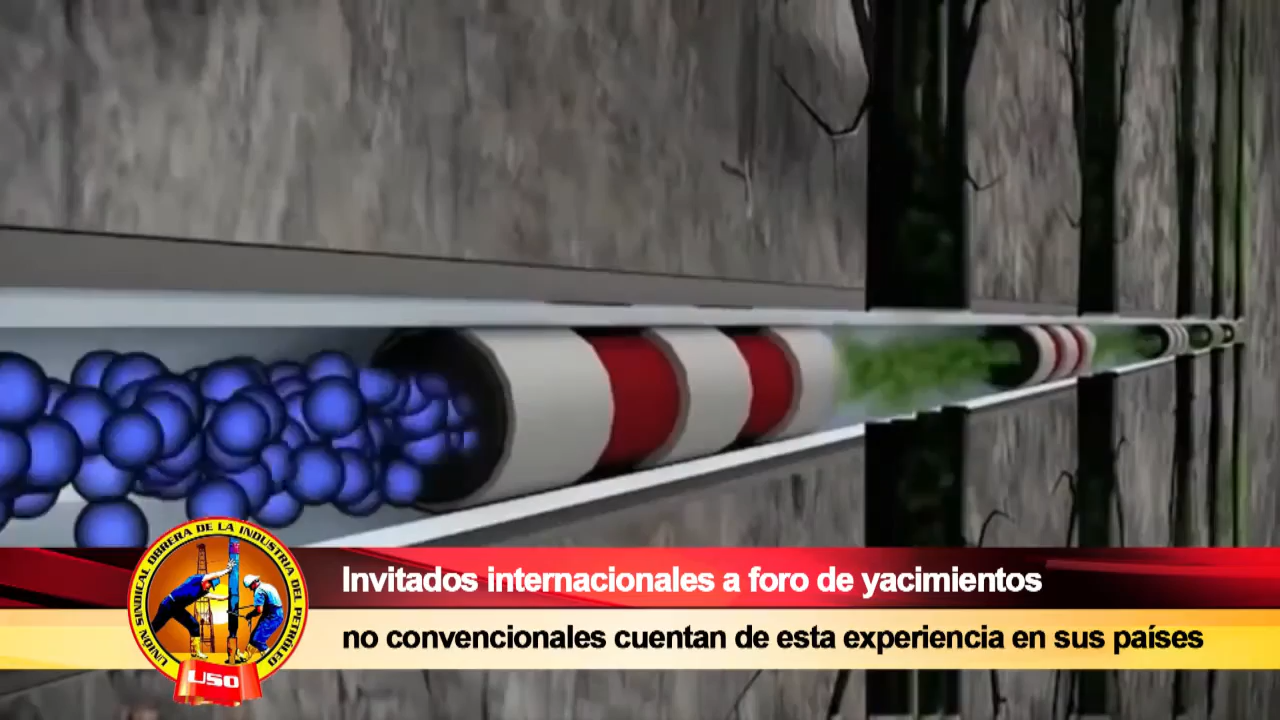 Invitados internacionales a foro de yacimientos
no convencionales cuentan de esta experiencia en sus países
UNIÓN SINDICAL OBRERA DE LA INDUSTRIA DEL PETRÓLEO
USO